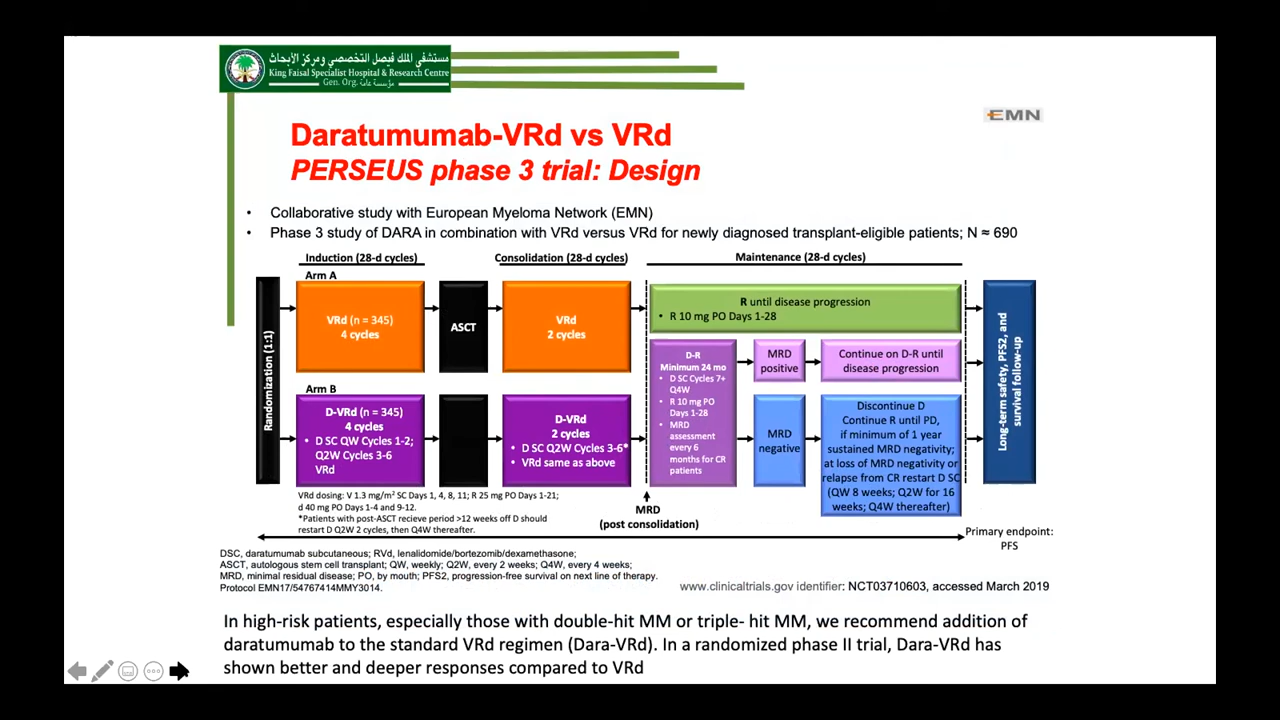 مستشفى الملك فيصل التخصصي ومركز الأبحاث
King Faisal Specialist Hospital & Research Centre
Gen. Org. مؤسسة عامة
EMN
Daratumumab-VRd vs VRd
PERSEUS phase 3 trial: Design
• Collaborative study with European Myeloma Network (EMN)
• Phase 3 study of DARA in combination with VRd versus VRd for newly diagnosed transplant-eligible patients; N ≈ 690
Induction (28-d cycles)
Consolidation (28-d cycles)
Maintenance (28-d cycles)
Randomization (1:1)
Arm A
VRd (n = 345)
4 cycles
ASCT
VRd
2 cycles
R until disease progression
• R 10 mg PO Days 1-28
Arm B
D-VRd (n = 345)
4 cycles
• D SC QW Cycles 1-2;
Q2W Cycles 3-6
VRd
D-VRd
2 cycles
• D SC Q2W Cycles 3-6*
• VRd same as above
D-R
Minimum 24 mo
• D SC Cycles 7+
Q4W
• R 10 mg PO
Days 1-28
• MRD
assessment
every 6
months for CR
patients
MRD
positive
Continue on D-R until
disease progression
MRD
negative
Discontinue D
Continue R until PD,
if minimum of 1 year
sustained MRD negativity;
at loss of MRD negativity or
relapse from CR restart D SC
(QW 8 weeks; Q2W for 16
weeks; Q4W thereafter)
Long-term safety, PFS2, and
survival follow-up
VRd dosing: V 1.3 mg/m² SC Days 1, 4, 8, 11; R 25 mg PO Days 1-21;
d 40 mg PO Days 1-4 and 9-12.
*Patients with post-ASCT recieve period >12 weeks off D should
restart D Q2W 2 cycles, then Q4W thereafter.
MRD
(post consolidation)
Primary endpoint:
PFS
DSC, daratumumab subcutaneous; RVd, lenalidomide/bortezomib/dexamethasone;
ASCT, autologous stem cell transplant; QW, weekly; Q2W, every 2 weeks; Q4W, every 4 weeks;
MRD, minimal residual disease; PO, by mouth; PFS2, progression-free survival on next line of therapy.
Protocol EMN17/54767414MMY3014.
www.clinicaltrials.gov identifier: NCT03710603, accessed March 2019
In high-risk patients, especially those with double-hit MM or triple- hit MM, we recommend addition of
daratumumab to the standard VRd regimen (Dara-VRd). In a randomized phase II trial, Dara-VRd has
shown better and deeper responses compared to VRd